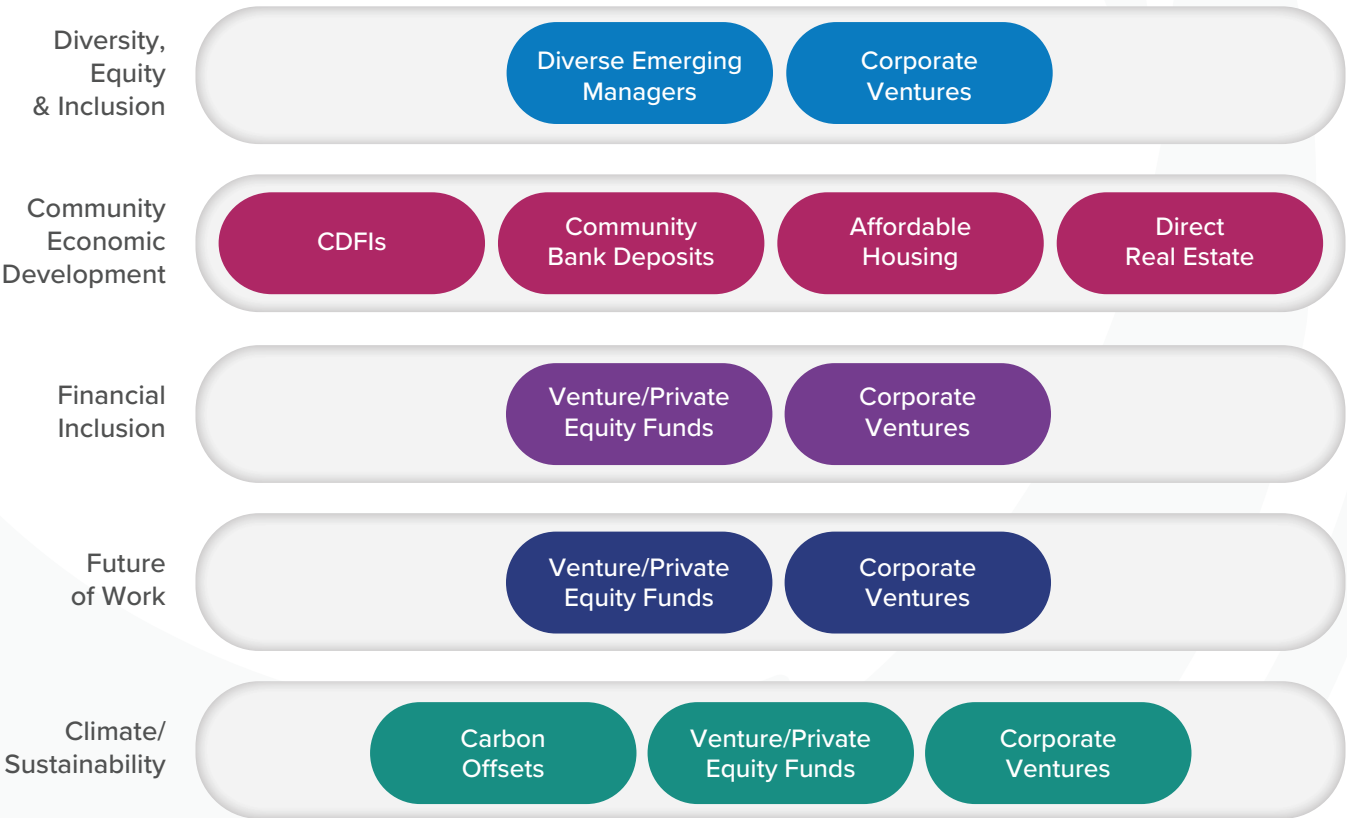 Diversity,
Equity
& Inclusion
Diverse Emerging
Managers
Corporate
Ventures
Community
Economic
Development
CDFIs
Community
Bank Deposits
Affordable
Housing
Direct
Real Estate
Financial
Inclusion
Venture/Private
Equity Funds
Corporate
Ventures
Future
of Work
Venture/Private
Equity Funds
Corporate
Ventures
Climate/
Sustainability
Carbon
Offsets
Venture/Private
Equity Funds
Corporate
Ventures